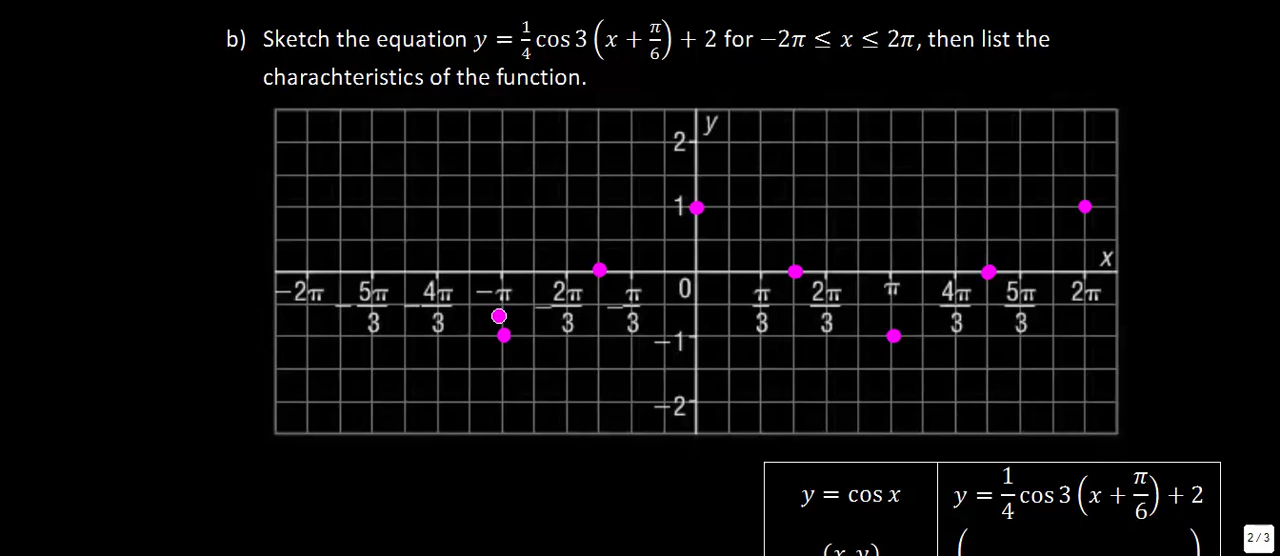 b) Sketch the equation y = 1/4 cos 3 (x + π/6) + 2 for −2π ≤ x ≤ 2π, then list the
charachteristics of the function.
y
2
1
x
−2π −5π/3 −4π/3 −π −2π/3 −π/3 0 π/3 2π/3 π 4π/3 5π/3 2π
−1
−2
y = cos x y = 1/4 cos 3 (x + π/6) + 2
(x, y) ( )
2/3